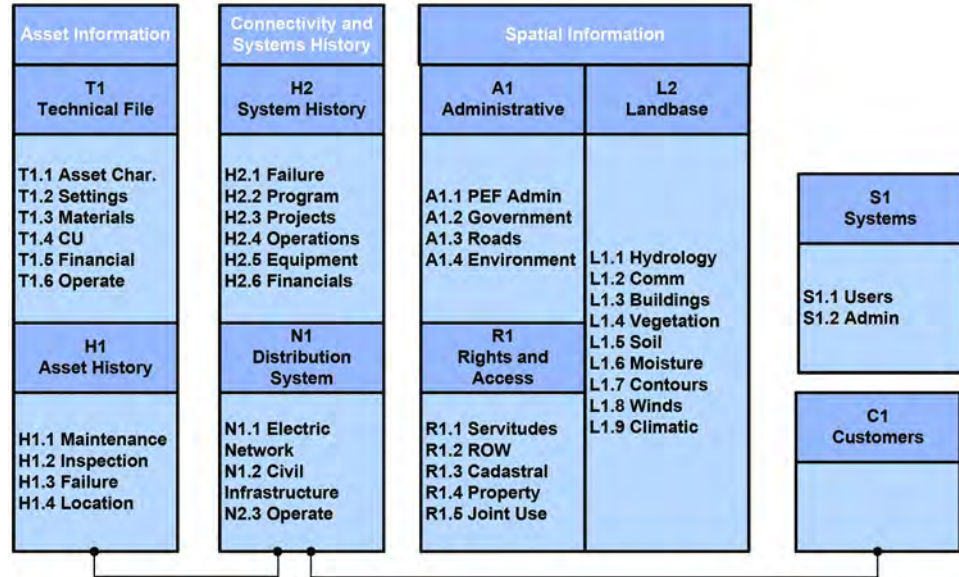 Asset Information
T1
Technical File
T1.1 Asset Char.
T1.2 Settings
T1.3 Materials
T1.4 CU
T1.5 Financial
T1.6 Operate
H1
Asset History
H1.1 Maintenance
H1.2 Inspection
H1.3 Failure
H1.4 Location
Connectivity and
Systems History
H2
System History
H2.1 Failure
H2.2 Program
H2.3 Projects
H2.4 Operations
H2.5 Equipment
H2.6 Financials
N1
Distribution
System
N1.1 Electric
Network
N1.2 Civil
Infrastructure
N2.3 Operate
Spatial Information
A1
Administrative
A1.1 PEF Admin
A1.2 Government
A1.3 Roads
A1.4 Environment
R1
Rights and
Access
R1.1 Servitudes
R1.2 ROW
R1.3 Cadastral
R1.4 Property
R1.5 Joint Use
L2
Landbase
L1.1 Hydrology
L1.2 Comm
L1.3 Buildings
L1.4 Vegetation
L1.5 Soil
L1.6 Moisture
L1.7 Contours
L1.8 Winds
L1.9 Climatic
S1
Systems
S1.1 Users
S1.2 Admin
C1
Customers